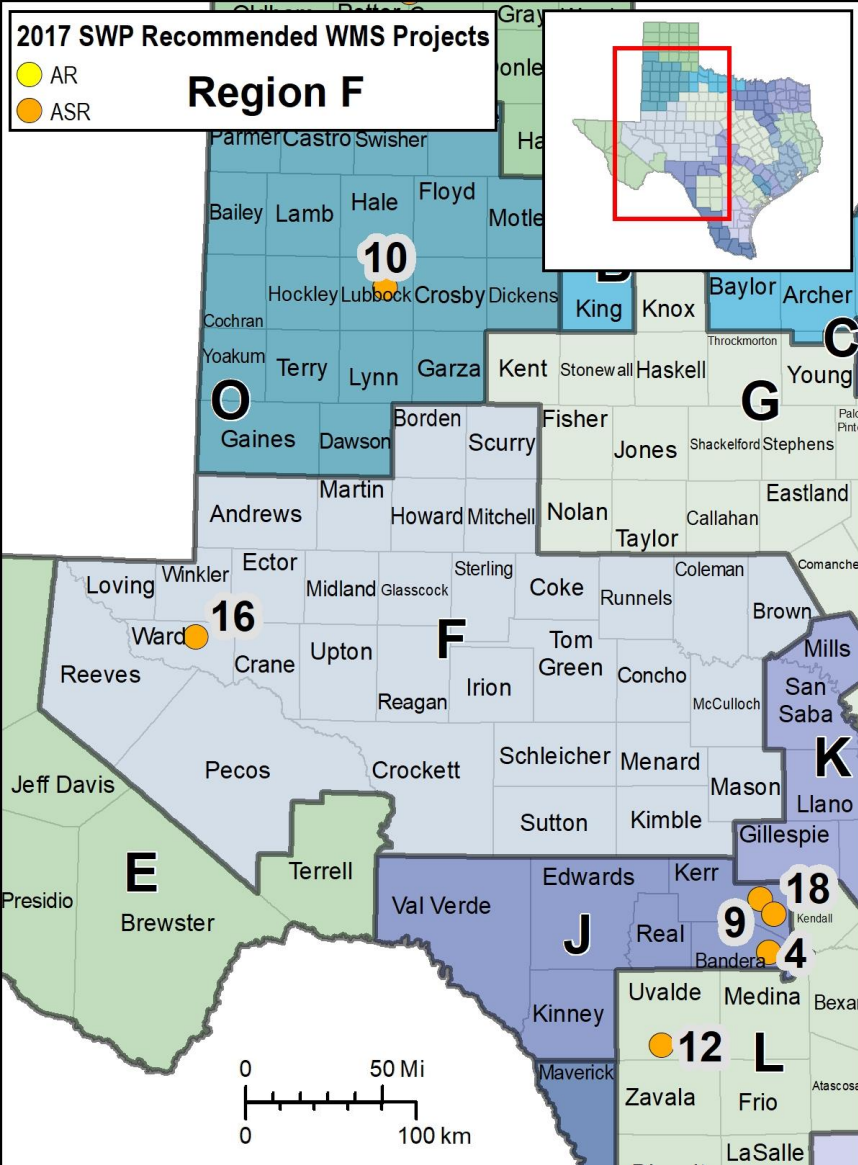 Gray
2017 SWP Recommended WMS Projects
AR
ASR
Region F
Parmer Castro Swisher
Bailey Lamb Hale Floyd
10
Hockley Lubbock Crosby Dickens
Cochran
King Knox Baylor Archer
C
Yoakum Terry Lynn Garza Kent Stonewall Haskell Throckmorton Young
O
G
Gaines Dawson Borden Scurry Fisher Jones Shackelford Stephens
Andrews Martin Howard Mitchell Nolan Taylor Callahan Eastland
Comanche
Loving Winkler Ector Midland Glasscock Sterling Coke Runnels Coleman Brown
16
Ward
F
Reeves Crane Upton Reagan Irion Tom
Green
Concho McCulloch
Mills
San
Saba
K
Jeff Davis Pecos Crockett Schleicher Menard Mason Llano
Sutton Kimble Gillespie
E
Terrell
Presidio Brewster
Val Verde Edwards Kerr
18
Kendall
9
J
Real
Bandera
4
Kinney Uvalde Medina
12
L
Maverick Zavala Frio
LaSalle
0 50 Mi
0 100 km